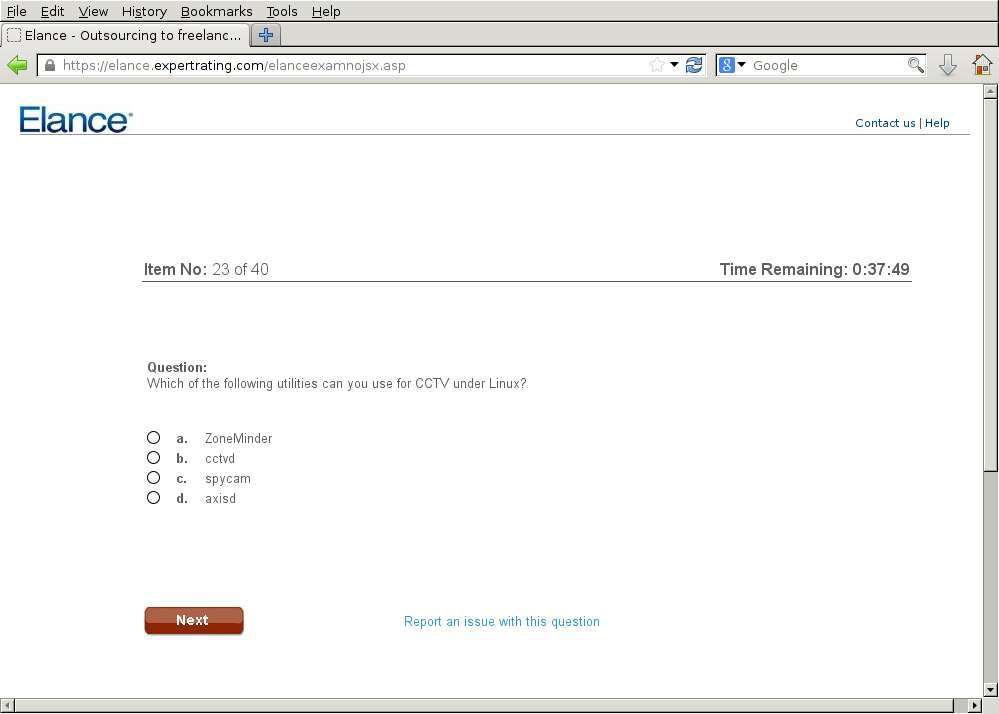 File Edit View History Bookmarks Tools Help
Elance - Outsourcing to freelanc...
https://elance.expertrating.com/elanceexamnojsx.asp
8 Google
Elance®
Contact us | Help
Item No: 23 of 40
Time Remaining: 0:37:49
Question:
Which of the following utilities can you use for CCTV under Linux?
a. ZoneMinder
b. cctvd
c. spycam
d. axisd
Next
Report an issue with this question